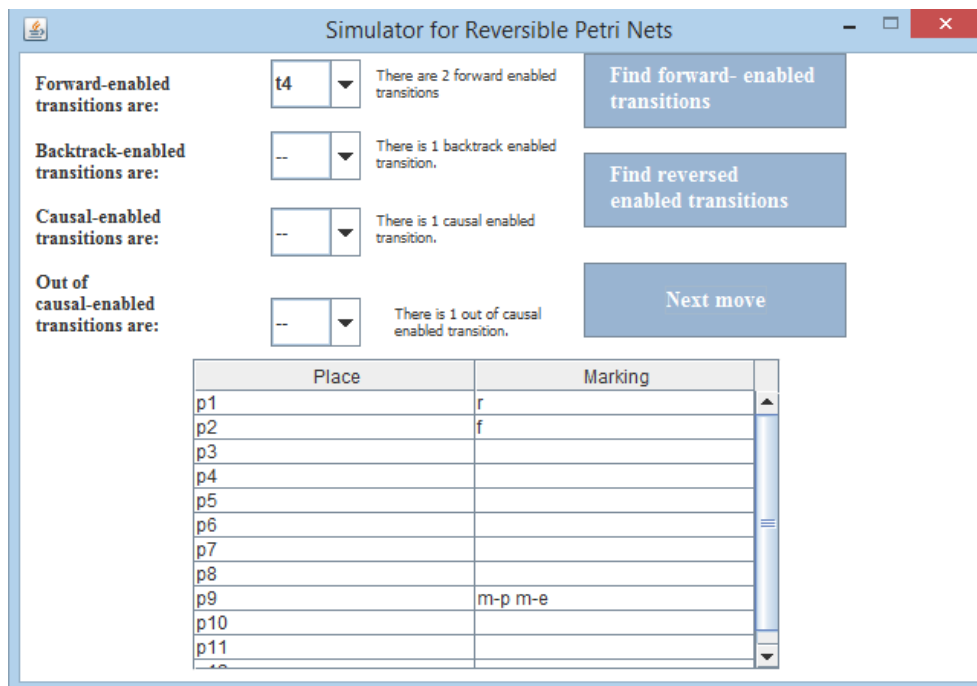 Simulator for Reversible Petri Nets
Forward-enabled
transitions are:
t4
There are 2 forward enabled
transitions
Find forward- enabled
transitions
Backtrack-enabled
transitions are:
--
There is 1 backtrack enabled
transition.
Find reversed
enabled transitions
Causal-enabled
transitions are:
--
There is 1 causal enabled
transition.
Out of
causal-enabled
transitions are:
--
There is 1 out of causal
enabled transition.
Next move
Place Marking
p1 r
p2 f
p3
p4
p5
p6
p7
p8
p9 m-p m-e
p10
p11